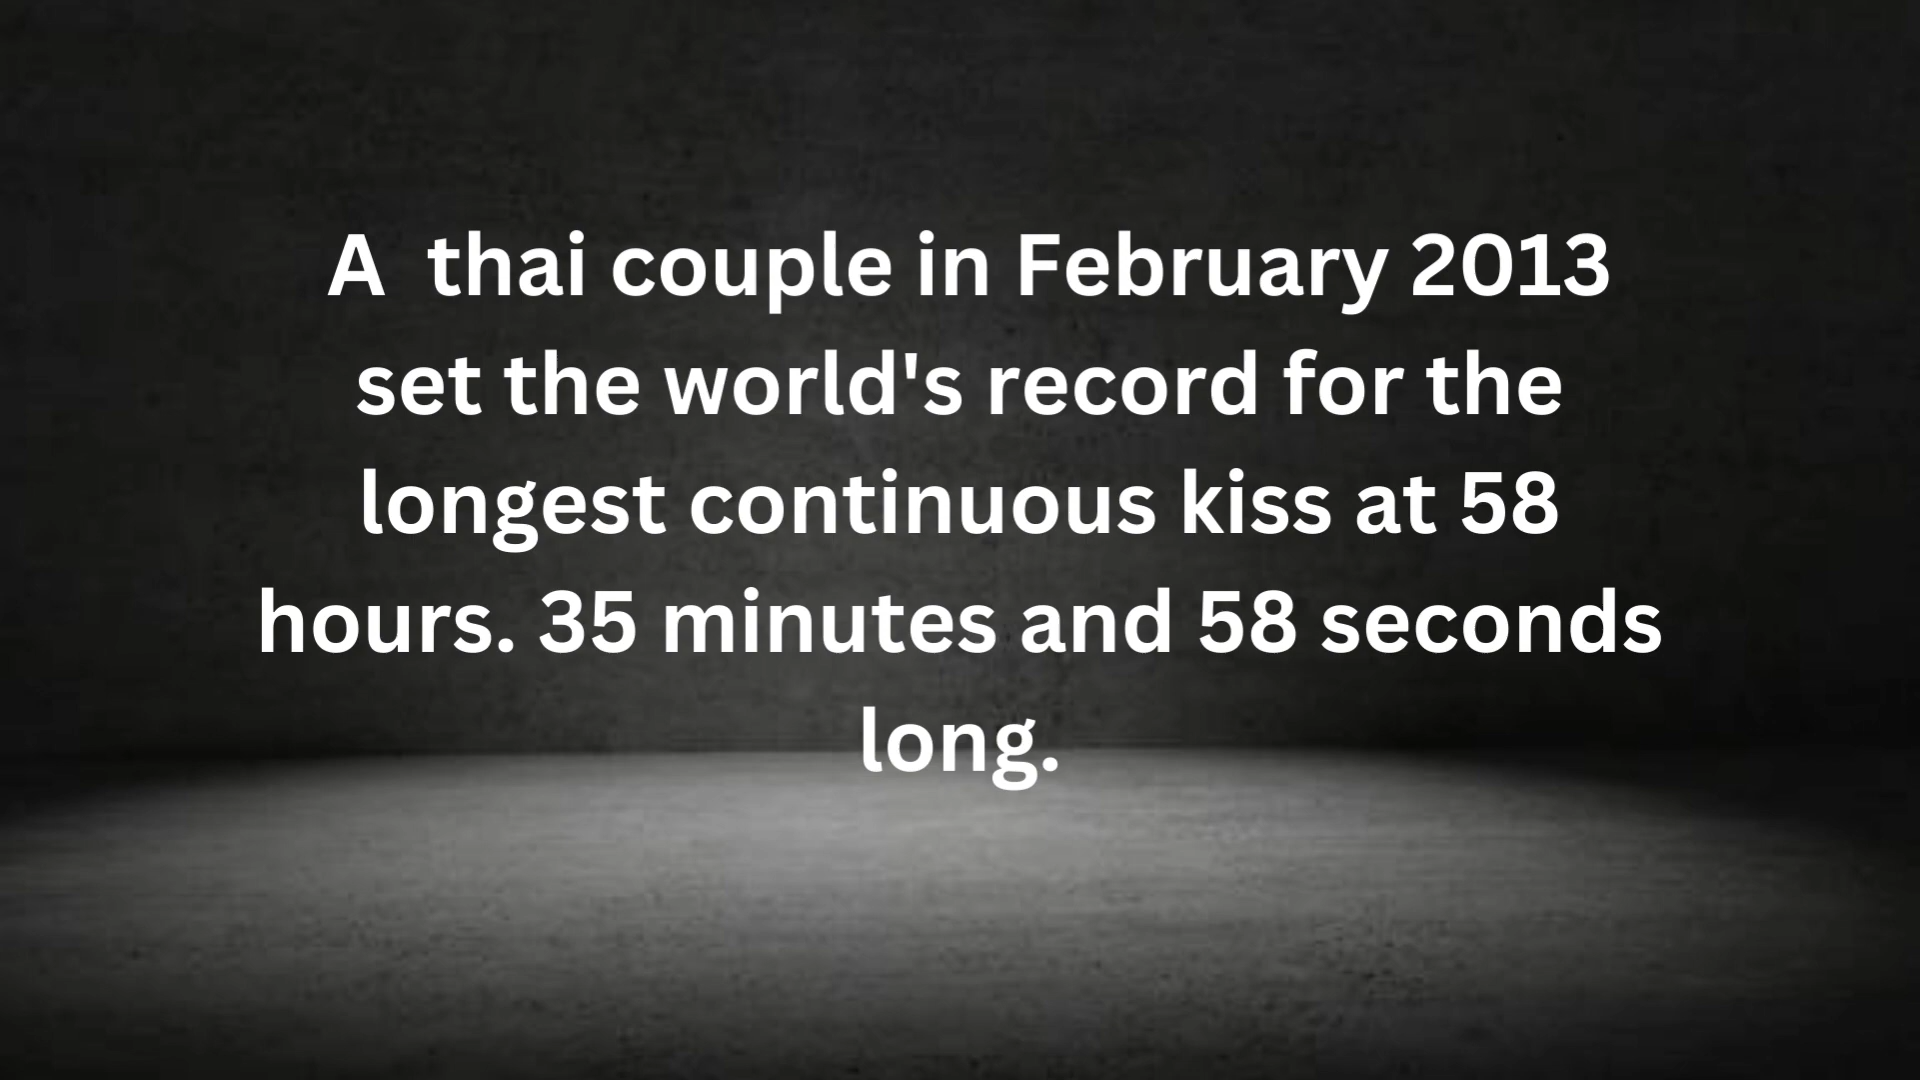 A  thai couple in February 2013
set the world's record for the
longest continuous kiss at 58
hours. 35 minutes and 58 seconds
long.